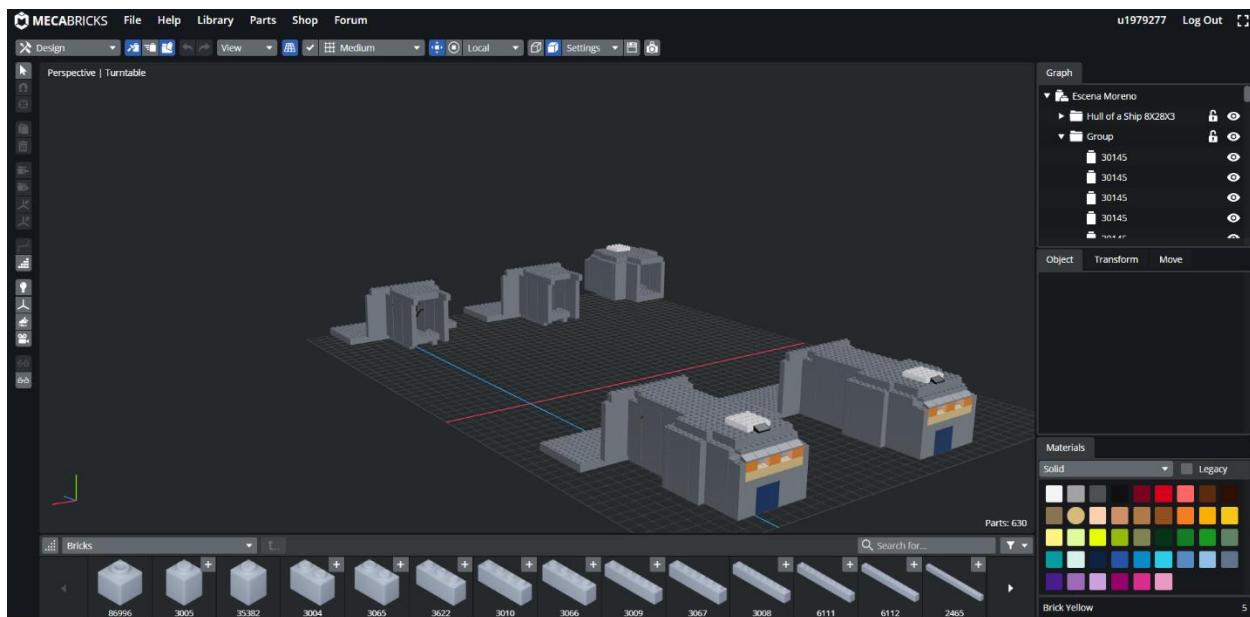 MECABRICKS File Help Library Parts Shop Forum u1979277 Log Out
Design View Medium Local Settings
Perspective | Turntable
Graph
Escena Moreno
Hull of a Ship 8X28X3
Group
30145
30145
30145
30145
30145
Object Transform Move
Materials
Solid Legacy
Parts: 630
Bricks Search for...
86996 3005 35382 3004 3065 3622 3010 3066 3009 3067 3008 6111 6112 2465
Brick Yellow 5